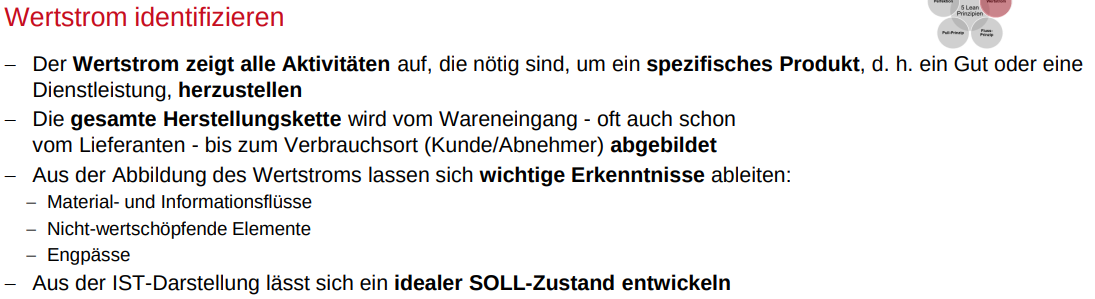 Wertstrom identifizieren
5 Lean
Prinzipien
Pull-Prinzip
Fluss-
Prinzip
– Der Wertstrom zeigt alle Aktivitäten auf, die nötig sind, um ein spezifisches Produkt, d. h. ein Gut oder eine
Dienstleistung, herzustellen
– Die gesamte Herstellungskette wird vom Wareneingang - oft auch schon
vom Lieferanten - bis zum Verbrauchsort (Kunde/Abnehmer) abgebildet
– Aus der Abbildung des Wertstroms lassen sich wichtige Erkenntnisse ableiten:
– Material- und Informationsflüsse
– Nicht-wertschöpfende Elemente
– Engpässe
– Aus der IST-Darstellung lässt sich ein idealer SOLL-Zustand entwickeln